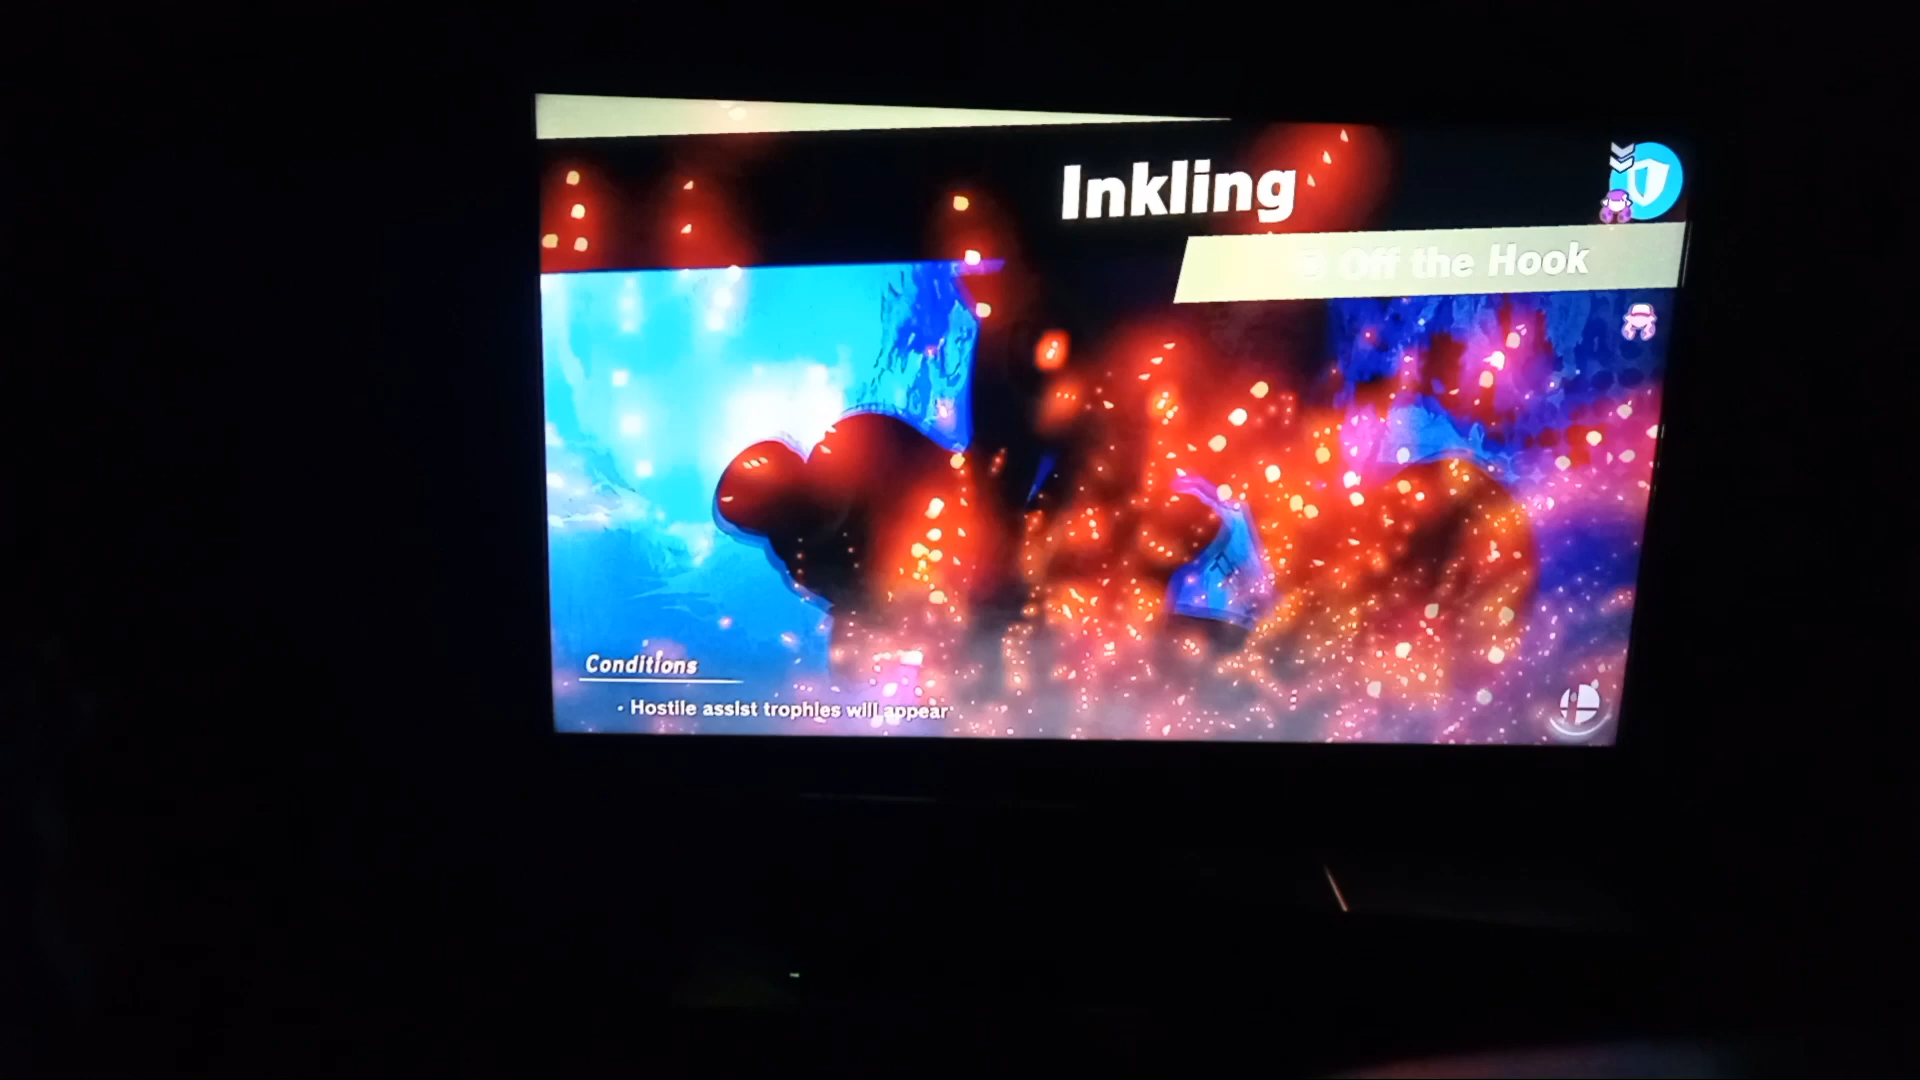 Inkling
Off the Hook
Conditions
· Hostile assist trophies will appear